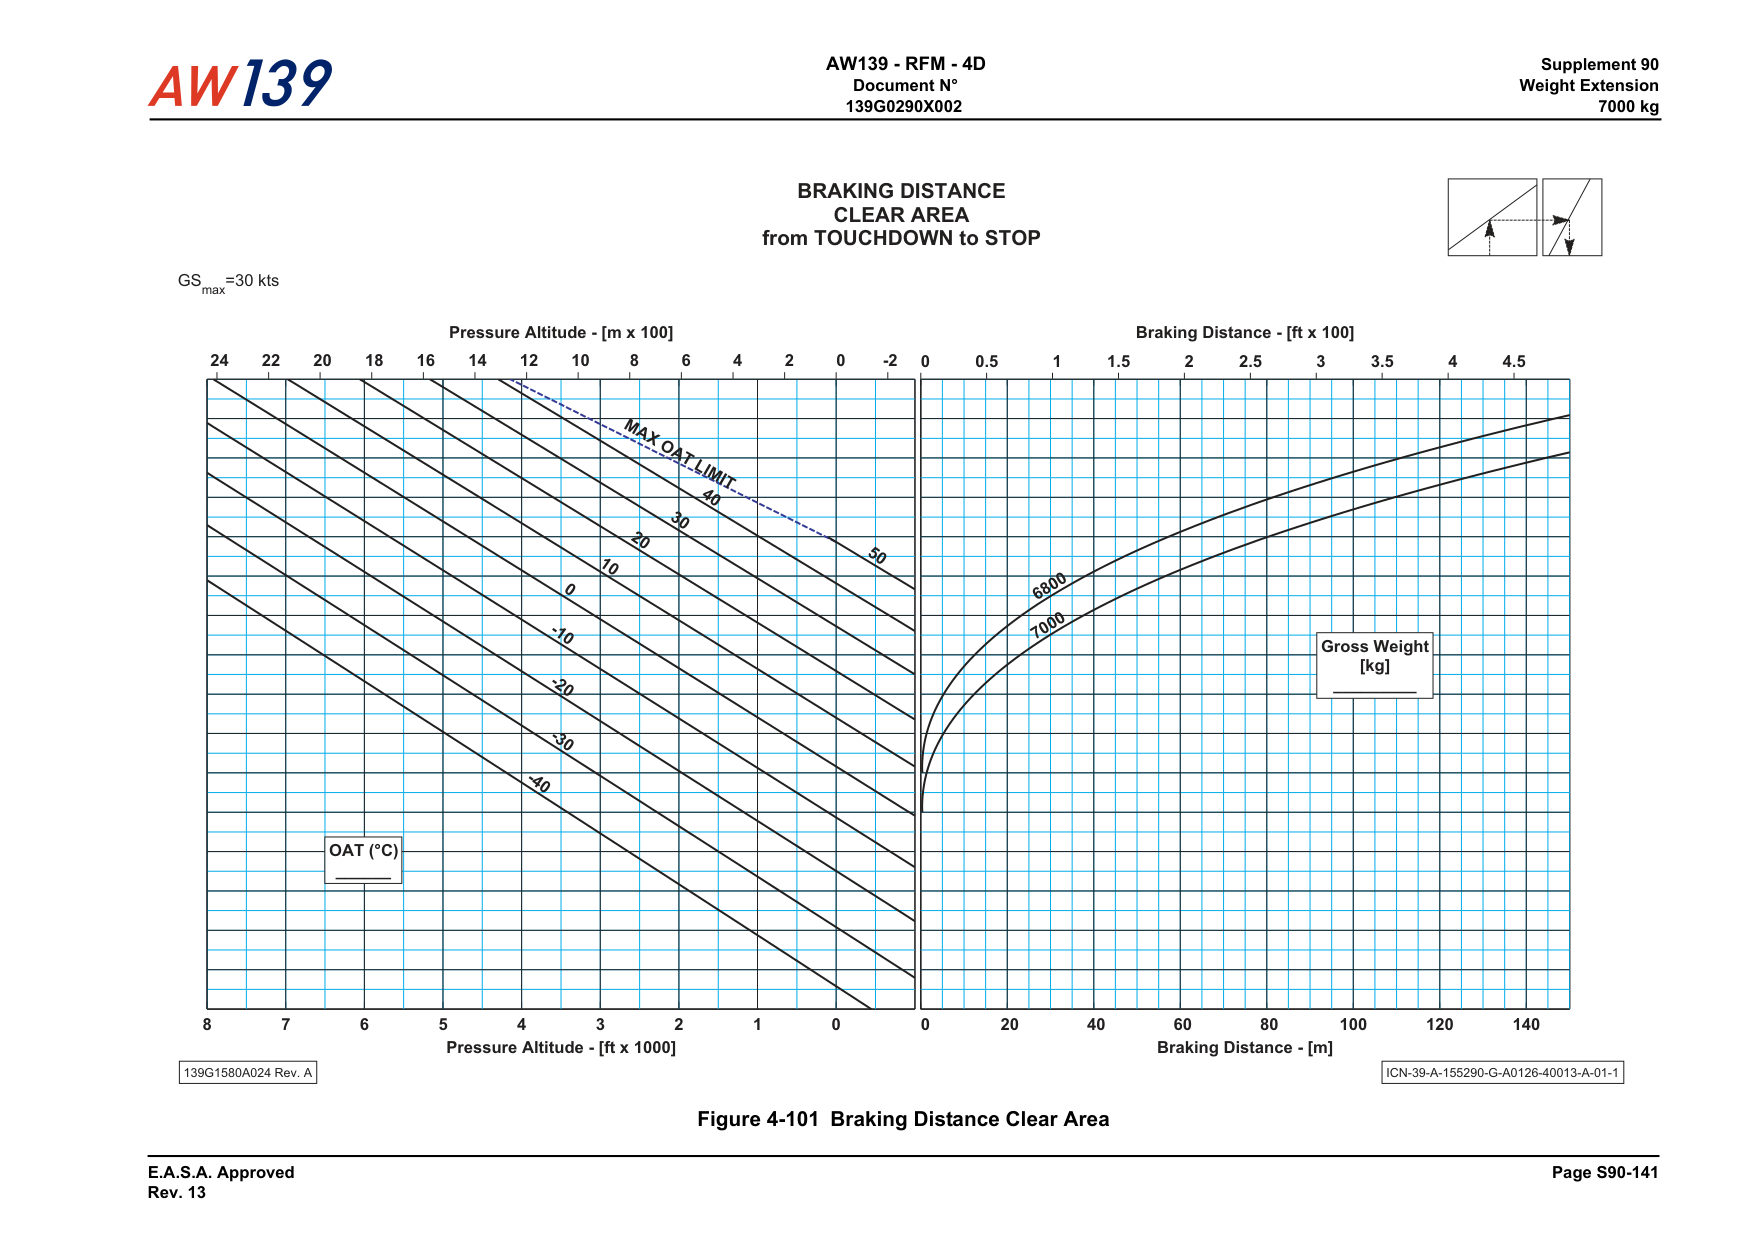 AW139
AW139 - RFM - 4D
Document N°
139G0290X002
Supplement 90
Weight Extension
7000 kg
BRAKING DISTANCE
CLEAR AREA
from TOUCHDOWN to STOP
GSmax=30 kts
Pressure Altitude - [m x 100]
24 22 20 18 16 14 12 10 8 6 4 2 0 -2
Braking Distance - [ft x 100]
0 0.5 1 1.5 2 2.5 3 3.5 4 4.5
MAX OAT LIMIT
50
40
30
20
10
0
-10
-20
-30
-40
OAT (°C)
6800
7000
Gross Weight
[kg]
8 7 6 5 4 3 2 1 0
Pressure Altitude - [ft x 1000]
0 20 40 60 80 100 120 140
Braking Distance - [m]
139G1580A024 Rev. A
ICN-39-A-155290-G-A0126-40013-A-01-1
Figure 4-101 Braking Distance Clear Area
E.A.S.A. Approved
Rev. 13
Page S90-141